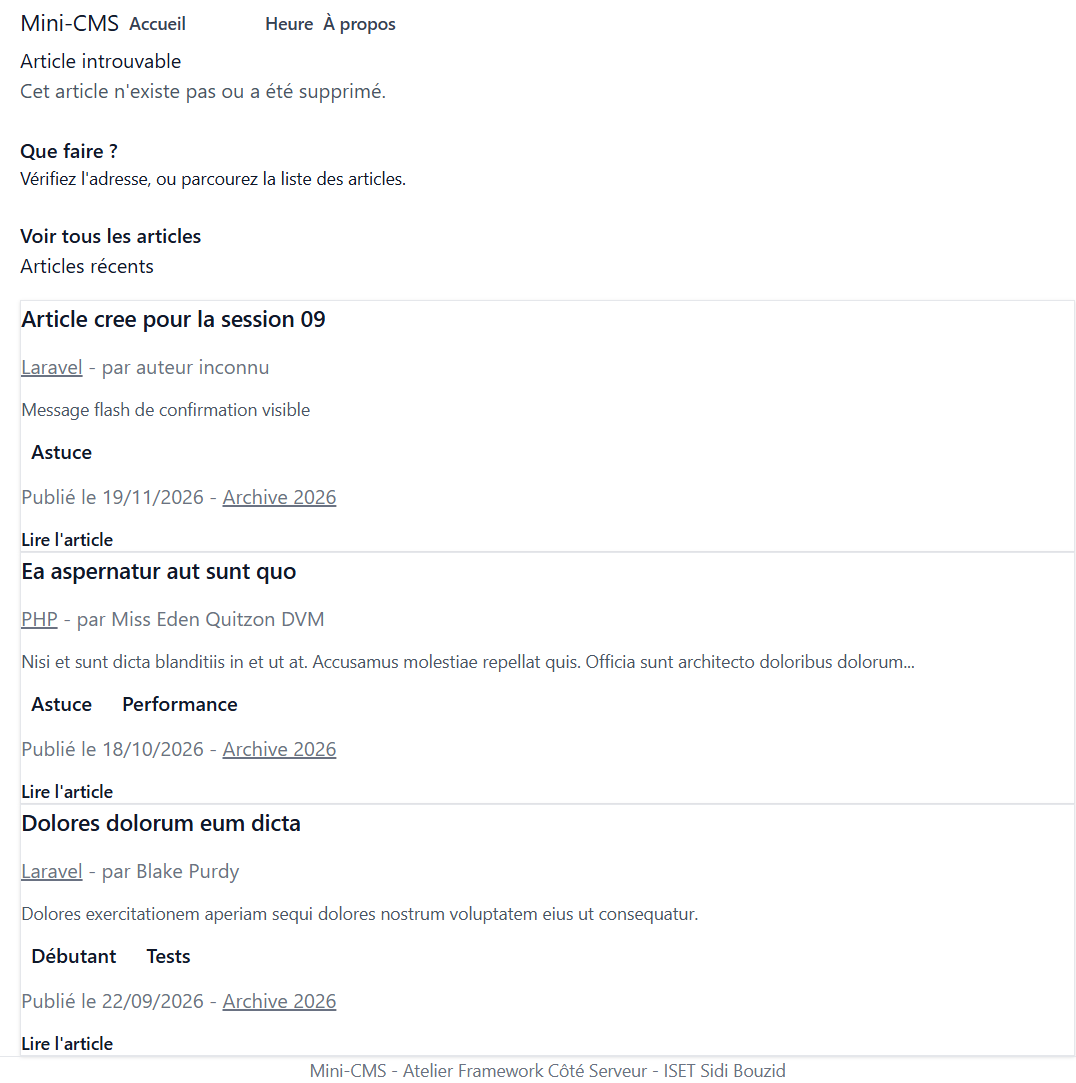 Mini-CMS Accueil Heure À propos
Article introuvable
Cet article n'existe pas ou a été supprimé.
Que faire ?
Vérifiez l'adresse, ou parcourez la liste des articles.
Voir tous les articles
Articles récents
Article cree pour la session 09
Laravel - par auteur inconnu
Message flash de confirmation visible
Astuce
Publié le 19/11/2026 - Archive 2026
Lire l'article
Ea aspernatur aut sunt quo
PHP - par Miss Eden Quitzon DVM
Nisi et sunt dicta blanditiis in et ut at. Accusamus molestiae repellat quis. Officia sunt architecto doloribus dolorum...
Astuce Performance
Publié le 18/10/2026 - Archive 2026
Lire l'article
Dolores dolorum eum dicta
Laravel - par Blake Purdy
Dolores exercitationem aperiam sequi dolores nostrum voluptatem eius ut consequatur.
Débutant Tests
Publié le 22/09/2026 - Archive 2026
Lire l'article
Mini-CMS - Atelier Framework Côté Serveur - ISET Sidi Bouzid